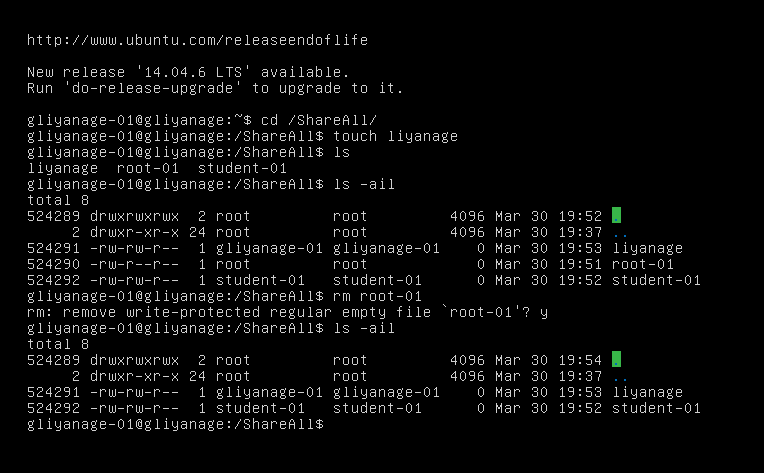 http://www.ubuntu.com/releaseendoflife
New release '14.04.6 LTS' available.
Run 'do-release-upgrade' to upgrade to it.
gliyanage-01@gliyanage:~$ cd /ShareAll/
gliyanage-01@gliyanage:/ShareAll$ touch liyanage
gliyanage-01@gliyanage:/ShareAll$ ls
liyanage  root-01  student-01
gliyanage-01@gliyanage:/ShareAll$ ls -ail
total 8
524289 drwxrwxrwx  2 root         root         4096 Mar 30 19:52 .
     2 drwxr-xr-x 24 root         root         4096 Mar 30 19:37 ..
524291 -rw-rw-r--  1 gliyanage-01 gliyanage-01    0 Mar 30 19:53 liyanage
524290 -rw-r--r--  1 root         root            0 Mar 30 19:51 root-01
524292 -rw-rw-r--  1 student-01   student-01      0 Mar 30 19:52 student-01
gliyanage-01@gliyanage:/ShareAll$ rm root-01
rm: remove write-protected regular empty file `root-01'? y
gliyanage-01@gliyanage:/ShareAll$ ls -ail
total 8
524289 drwxrwxrwx  2 root         root         4096 Mar 30 19:54 .
     2 drwxr-xr-x 24 root         root         4096 Mar 30 19:37 ..
524291 -rw-rw-r--  1 gliyanage-01 gliyanage-01    0 Mar 30 19:53 liyanage
524292 -rw-rw-r--  1 student-01   student-01      0 Mar 30 19:52 student-01
gliyanage-01@gliyanage:/ShareAll$